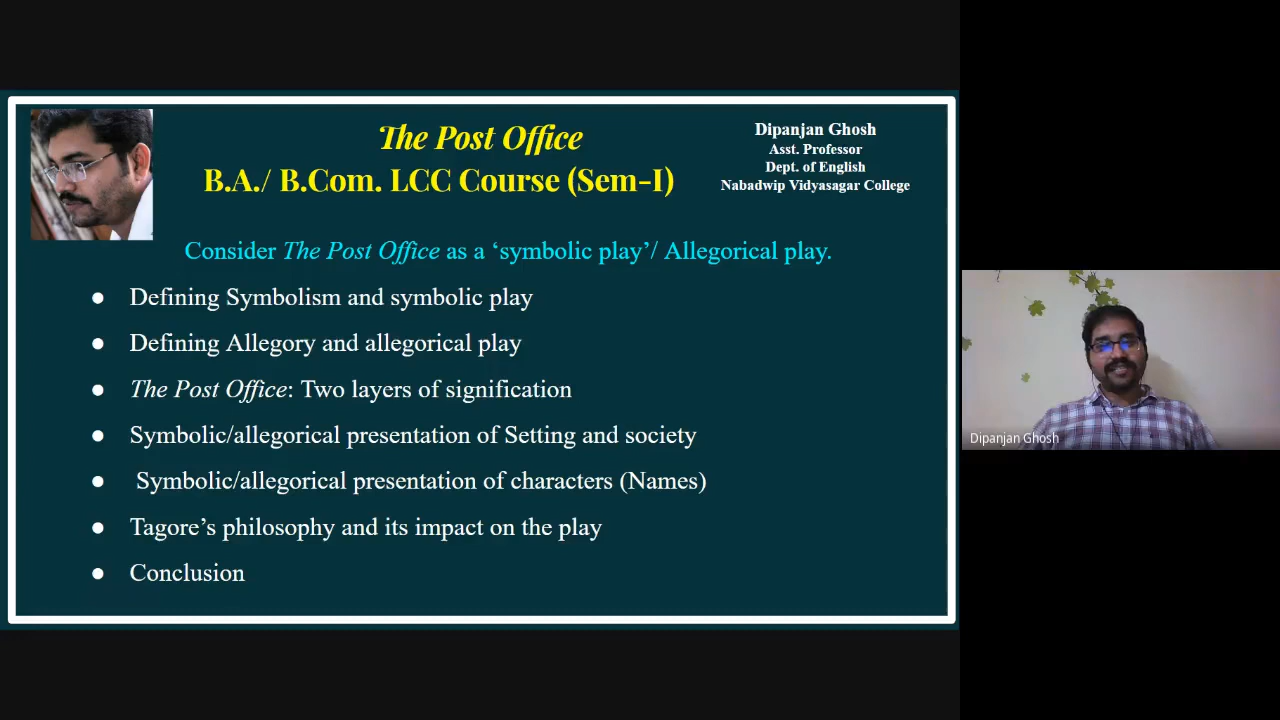 The Post Office
B.A./ B.Com. LCC Course (Sem-I)
Dipanjan Ghosh
Asst. Professor
Dept. of English
Nabadwip Vidyasagar College
Consider The Post Office as a ‘symbolic play’/ Allegorical play.
● Defining Symbolism and symbolic play
● Defining Allegory and allegorical play
● The Post Office: Two layers of signification
● Symbolic/allegorical presentation of Setting and society
● Symbolic/allegorical presentation of characters (Names)
● Tagore’s philosophy and its impact on the play
● Conclusion
Dipanjan Ghosh